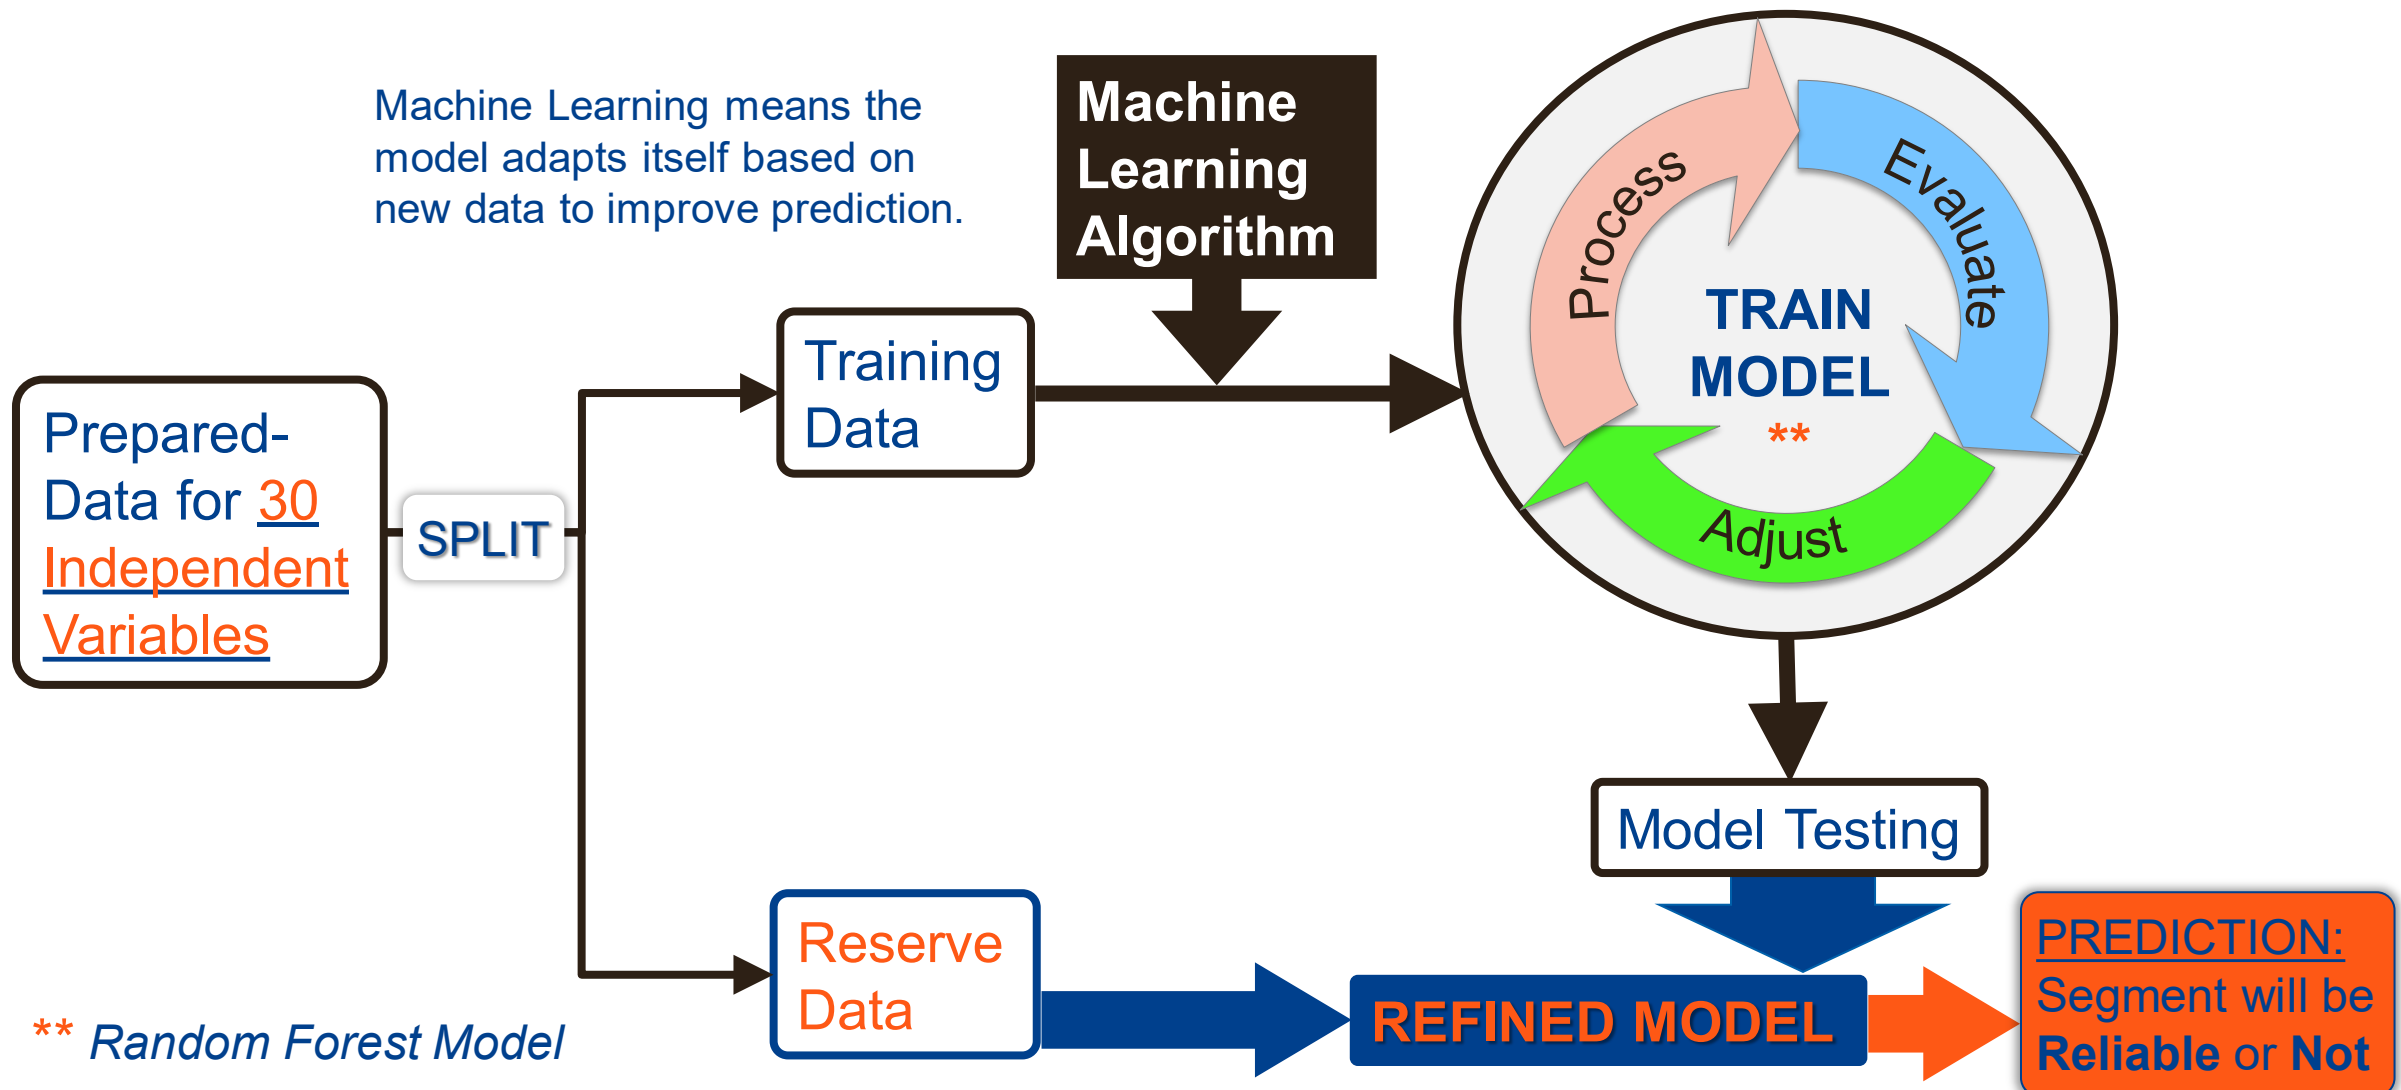 Machine Learning means the
model adapts itself based on
new data to improve prediction.
Machine
Learning
Algorithm
Process
Evaluate
Adjust
TRAIN
MODEL
**
Training
Data
Prepared-
Data for 30
Independent
Variables
SPLIT
Model Testing
Reserve
Data
REFINED MODEL
PREDICTION:
Segment will be
Reliable or Not
** Random Forest Model